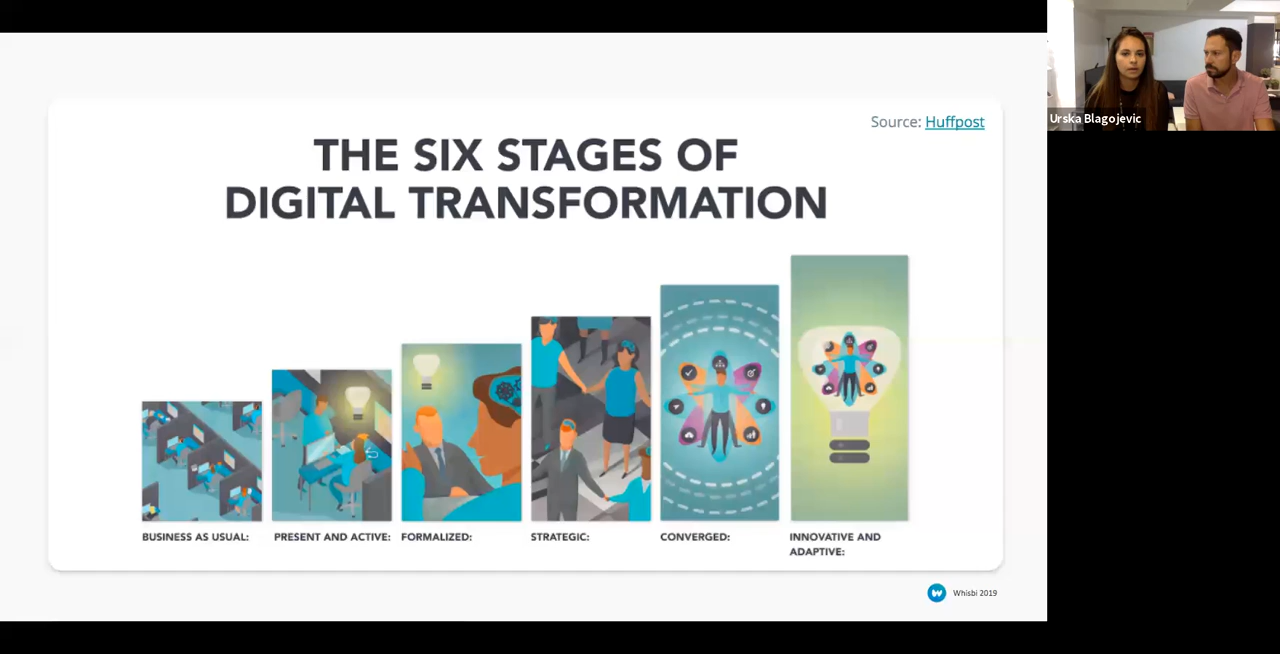 Source: Huffpost
THE SIX STAGES OF
DIGITAL TRANSFORMATION
BUSINESS AS USUAL:
PRESENT AND ACTIVE:
FORMALIZED:
STRATEGIC:
CONVERGED:
INNOVATIVE AND
ADAPTIVE:
Whisbi 2019
Urska Blagojevic